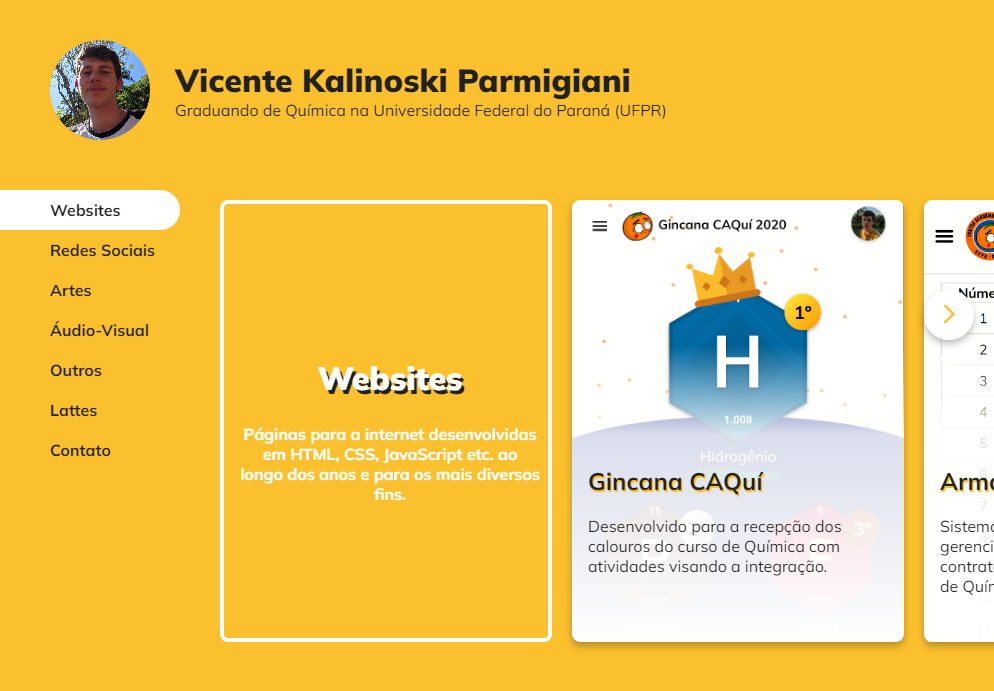 Vicente Kalinoski Parmigiani
Graduando de Química na Universidade Federal do Paraná (UFPR)
Websites
Redes Sociais
Artes
Áudio-Visual
Outros
Lattes
Contato
Websites
Páginas para a internet desenvolvidas
em HTML, CSS, JavaScript etc. ao
longo dos anos e para os mais diversos
fins.
Gincana CAQuí 2020
1º
H
1.008
Hidrogênio
Gincana CAQuí
15
9
3º
Desenvolvido para a recepção dos
calouros do curso de Química com
atividades visando a integração.
Núme
1
2
3
4
5
6
7
Arma
Sistema
gerenci
contrat
de Quím